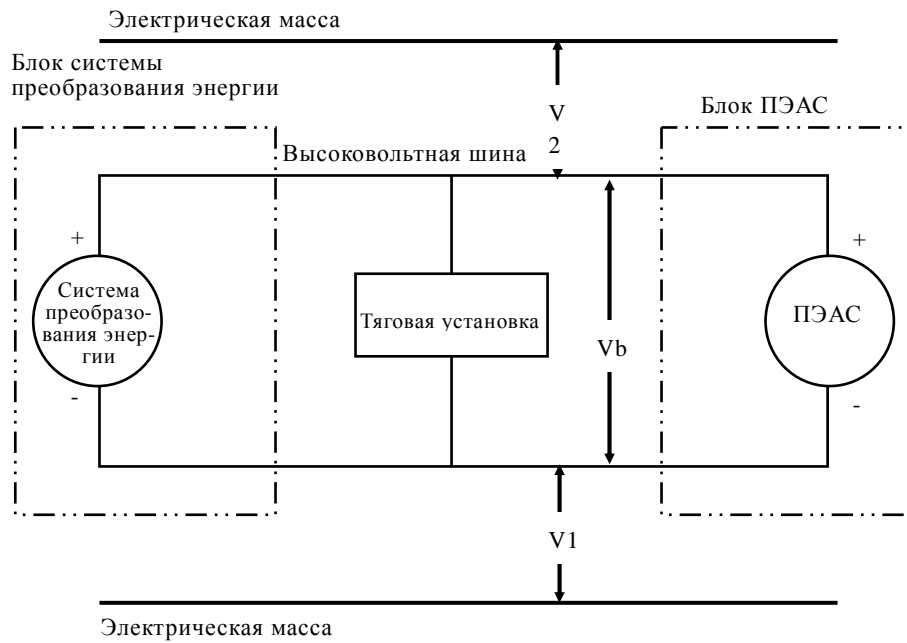 Электрическая масса
Блок системы
преобразования энергии
V
2
Блок ПЭАС
Высоковольтная шина
+
+
Система
преобразо-
вания энер-
гии
Тяговая установка
ПЭАС
Vb
-
-
V1
Электрическая масса